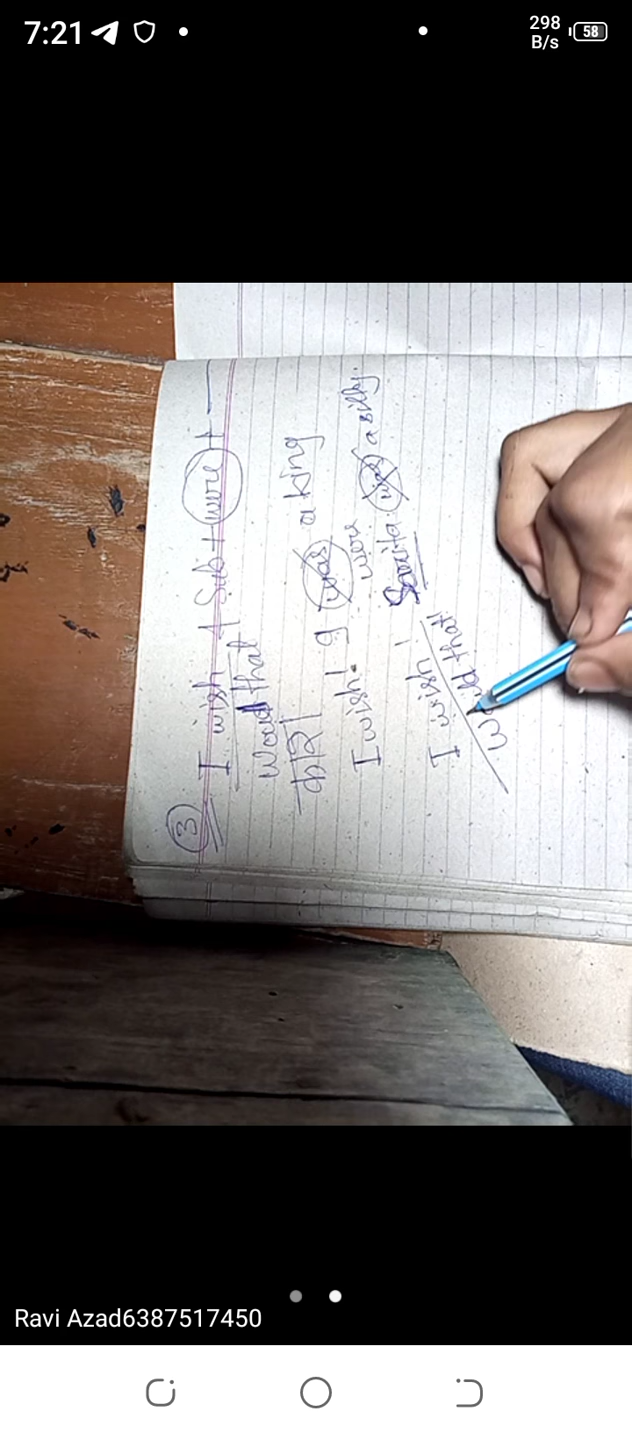 7:21
298
B/s
58
③ I wish + Sub + were + —
Would that
काश!
I wish! I was a king
were
I wish! Sarita was a silly.
Would that!
Ravi Azad6387517450